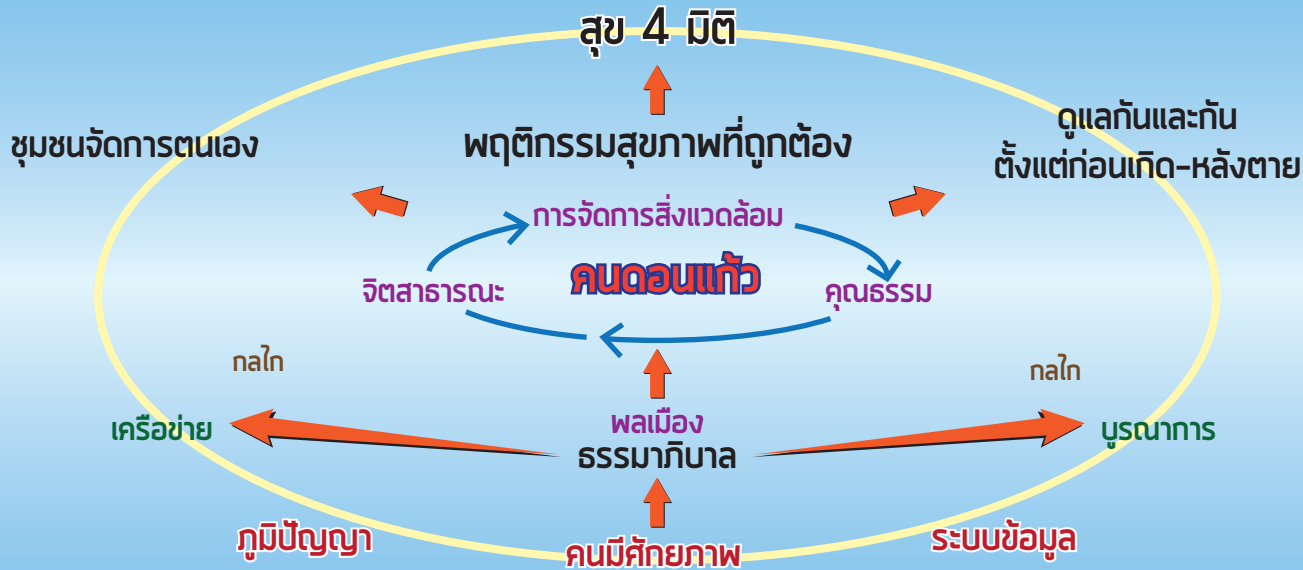 สุข 4 มิติ
ชุมชนจัดการตนเอง
พฤติกรรมสุขภาพที่ถูกต้อง
ดูแลกันและกัน
ตั้งแต่ก่อนเกิด-หลังตาย
การจัดการสิ่งแวดล้อม
จิตสาธารณะ
คนดอนแก้ว
คุณธรรม
กลไก
กลไก
เครือข่าย
พลเมือง
ธรรมาภิบาล
บูรณาการ
ภูมิปัญญา
คนมีศักยภาพ
ระบบข้อมูล